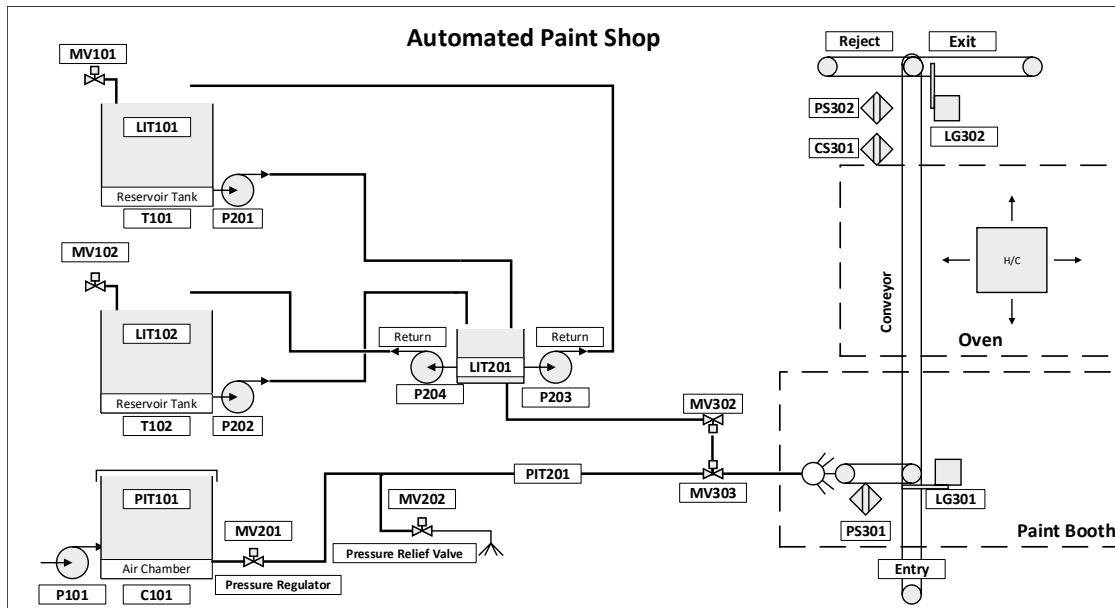 Automated Paint Shop
Reject
Exit
MV101
LIT101
Reservoir Tank
T101
P201
PS302
CS301
LG302
MV102
LIT102
Reservoir Tank
T102
P202
Return
Return
LIT201
P204
P203
H/C
Conveyor
Oven
MV302
MV303
PIT201
PIT101
Air Chamber
P101
C101
MV201
Pressure Regulator
MV202
Pressure Relief Valve
LG301
PS301
Paint Booth
Entry